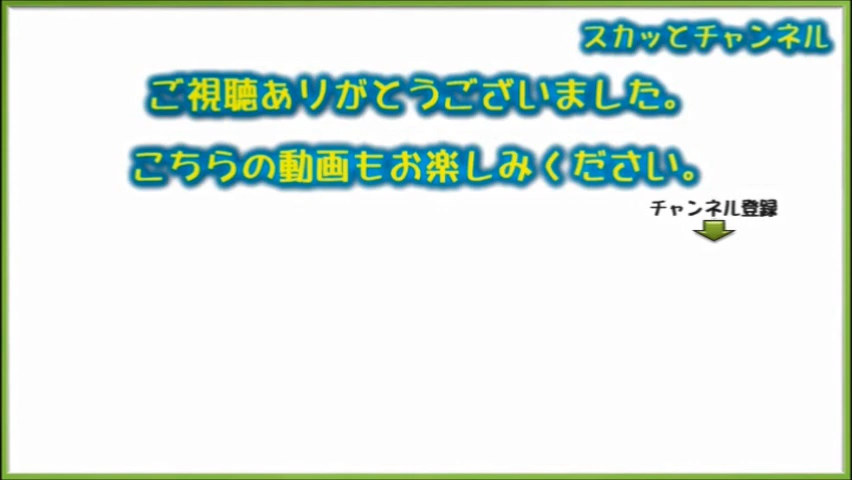 スカッとチャンネル
ご視聴ありがとうございました。
こちらの動画もお楽しみください。
チャンネル登録